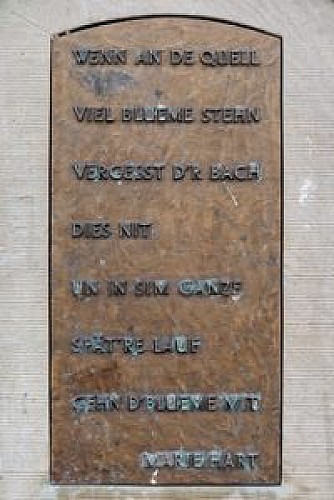 WENN AN DE QUELL
VIEL BLUEME STEHN
VERGESST D'R BACH
DIES NIT
UN IN SIM GANZE
SPÄT'RE LAUF
GEHN D'BLUEME MIT
MARIE HART